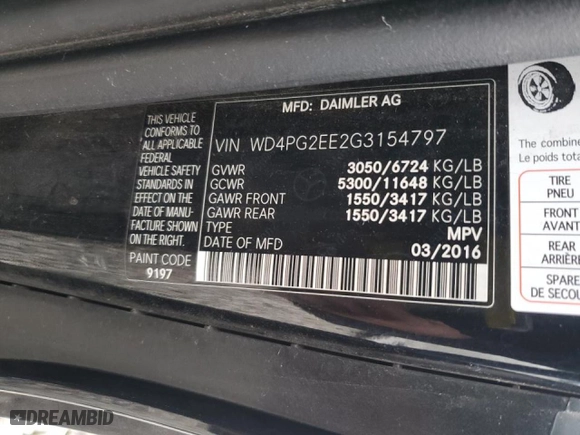 MFD: DAIMLER AG
THIS VEHICLE
CONFORMS TO
ALL APPLICABLE
FEDERAL
VEHICLE SAFETY
STANDARDS IN
EFFECT ON THE
DATE OF MANU-
FACTURE SHOWN
ON THE RIGHT.
PAINT CODE
9197
VIN WD4PG2EE2G3154797
GVWR 3050/6724 KG/LB
GCWR 5300/11648 KG/LB
GAWR FRONT 1550/3417 KG/LB
GAWR REAR 1550/3417 KG/LB
TYPE MPV
DATE OF MFD 03/2016
The combine
Le poids tota
TIRE
PNEU
FRONT
AVANT
REAR
ARRIÈRE
SPARE
DE SECOU
DREAMBID